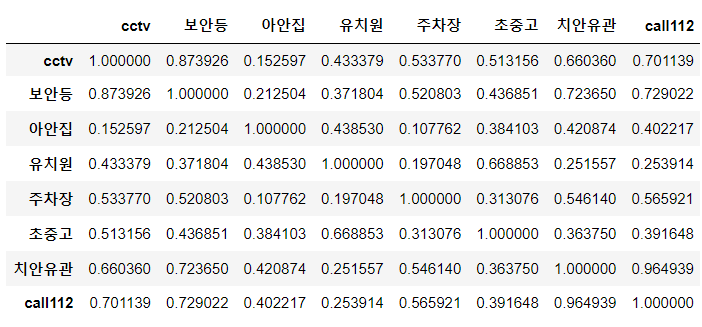 cctv 보안등 아안집 유치원 주차장 초중고 치안유관 call112
cctv 1.000000 0.873926 0.152597 0.433379 0.533770 0.513156 0.660360 0.701139
보안등 0.873926 1.000000 0.212504 0.371804 0.520803 0.436851 0.723650 0.729022
아안집 0.152597 0.212504 1.000000 0.438530 0.107762 0.384103 0.420874 0.402217
유치원 0.433379 0.371804 0.438530 1.000000 0.197048 0.668853 0.251557 0.253914
주차장 0.533770 0.520803 0.107762 0.197048 1.000000 0.313076 0.546140 0.565921
초중고 0.513156 0.436851 0.384103 0.668853 0.313076 1.000000 0.363750 0.391648
치안유관 0.660360 0.723650 0.420874 0.251557 0.546140 0.363750 1.000000 0.964939
call112 0.701139 0.729022 0.402217 0.253914 0.565921 0.391648 0.964939 1.000000